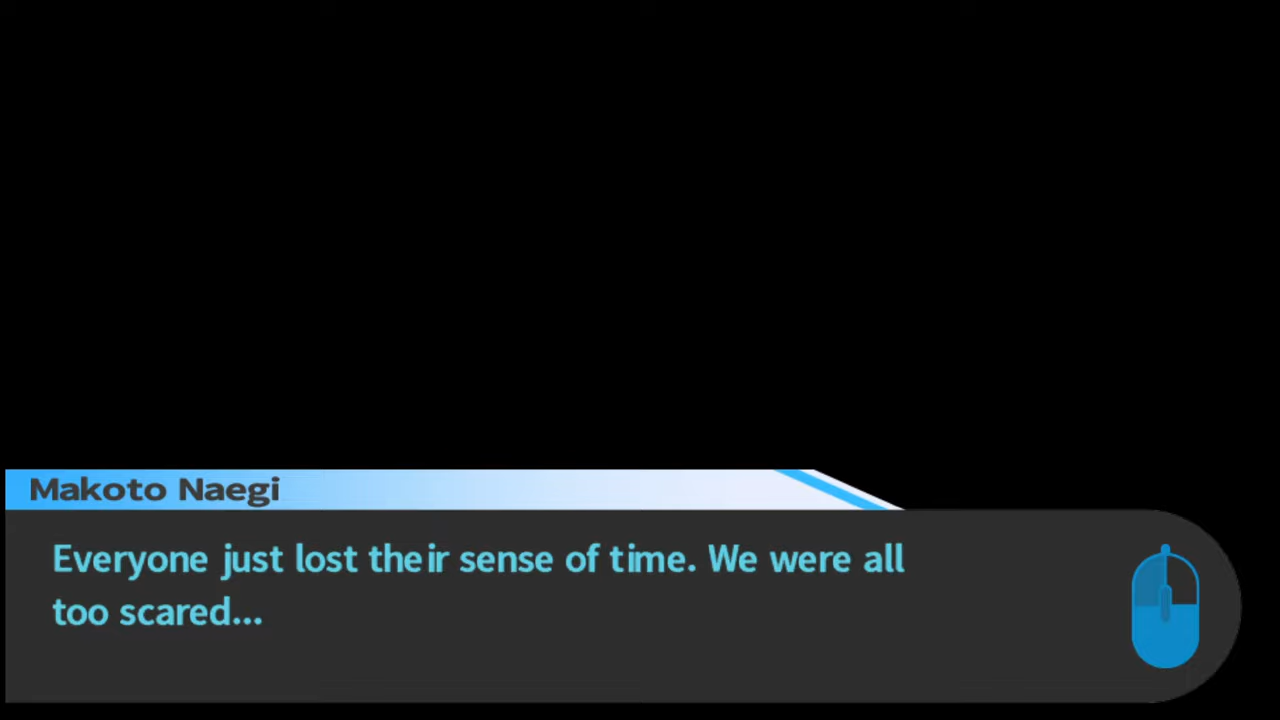 Makoto Naegi
Everyone just lost their sense of time. We were all
too scared...